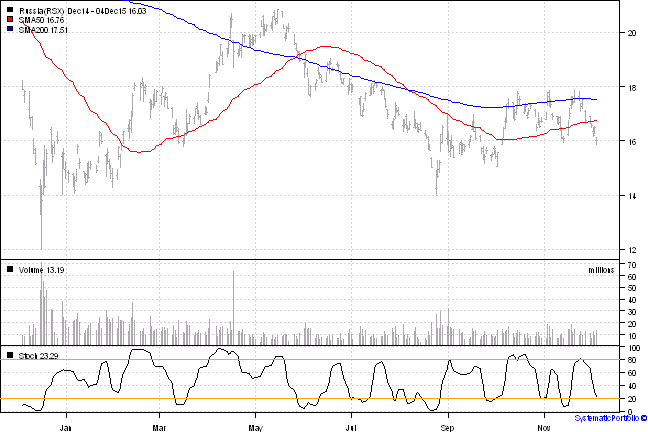 Russia(RSX) Dec14 - 04Dec15 16.03
SMA50 16.76
SMA200 17.51
20
18
16
14
12
Volume 13.19
millions
70
60
50
40
30
20
10
Stoch 23.29
100
80
60
40
20
0
Jan Mar May Jul Sep Nov
SystematicPortfolio ©